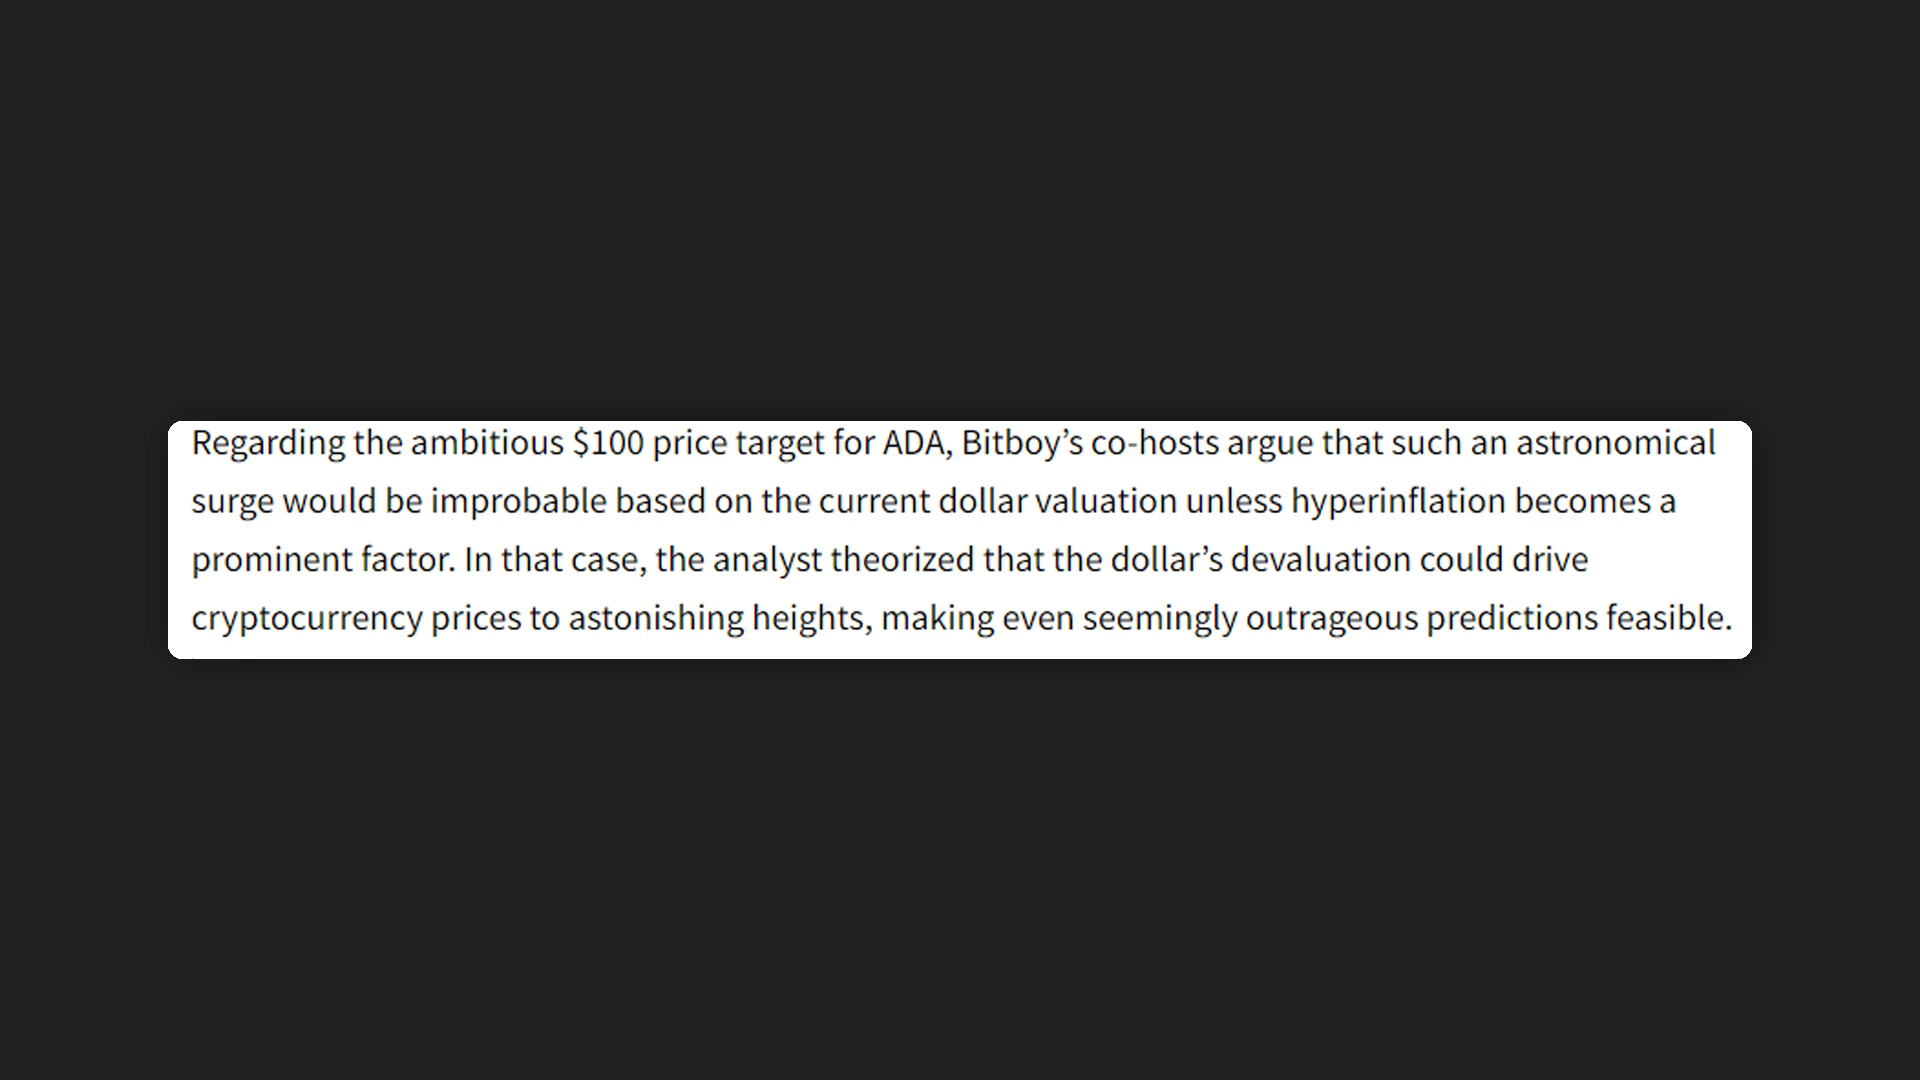 Regarding the ambitious $100 price target for ADA, Bitboy’s co-hosts argue that such an astronomical
surge would be improbable based on the current dollar valuation unless hyperinflation becomes a
prominent factor. In that case, the analyst theorized that the dollar’s devaluation could drive
cryptocurrency prices to astonishing heights, making even seemingly outrageous predictions feasible.